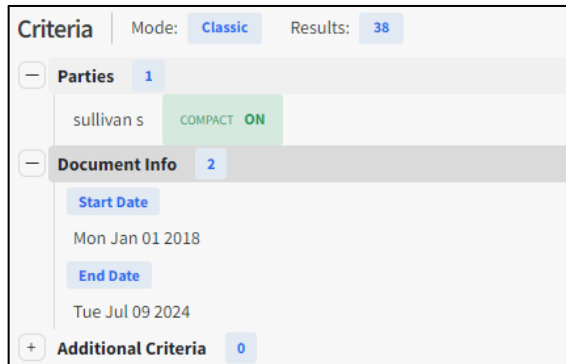 Criteria Mode: Classic Results: 38
Parties 1
sullivan s COMPACT ON
Document Info 2
Start Date
Mon Jan 01 2018
End Date
Tue Jul 09 2024
Additional Criteria 0